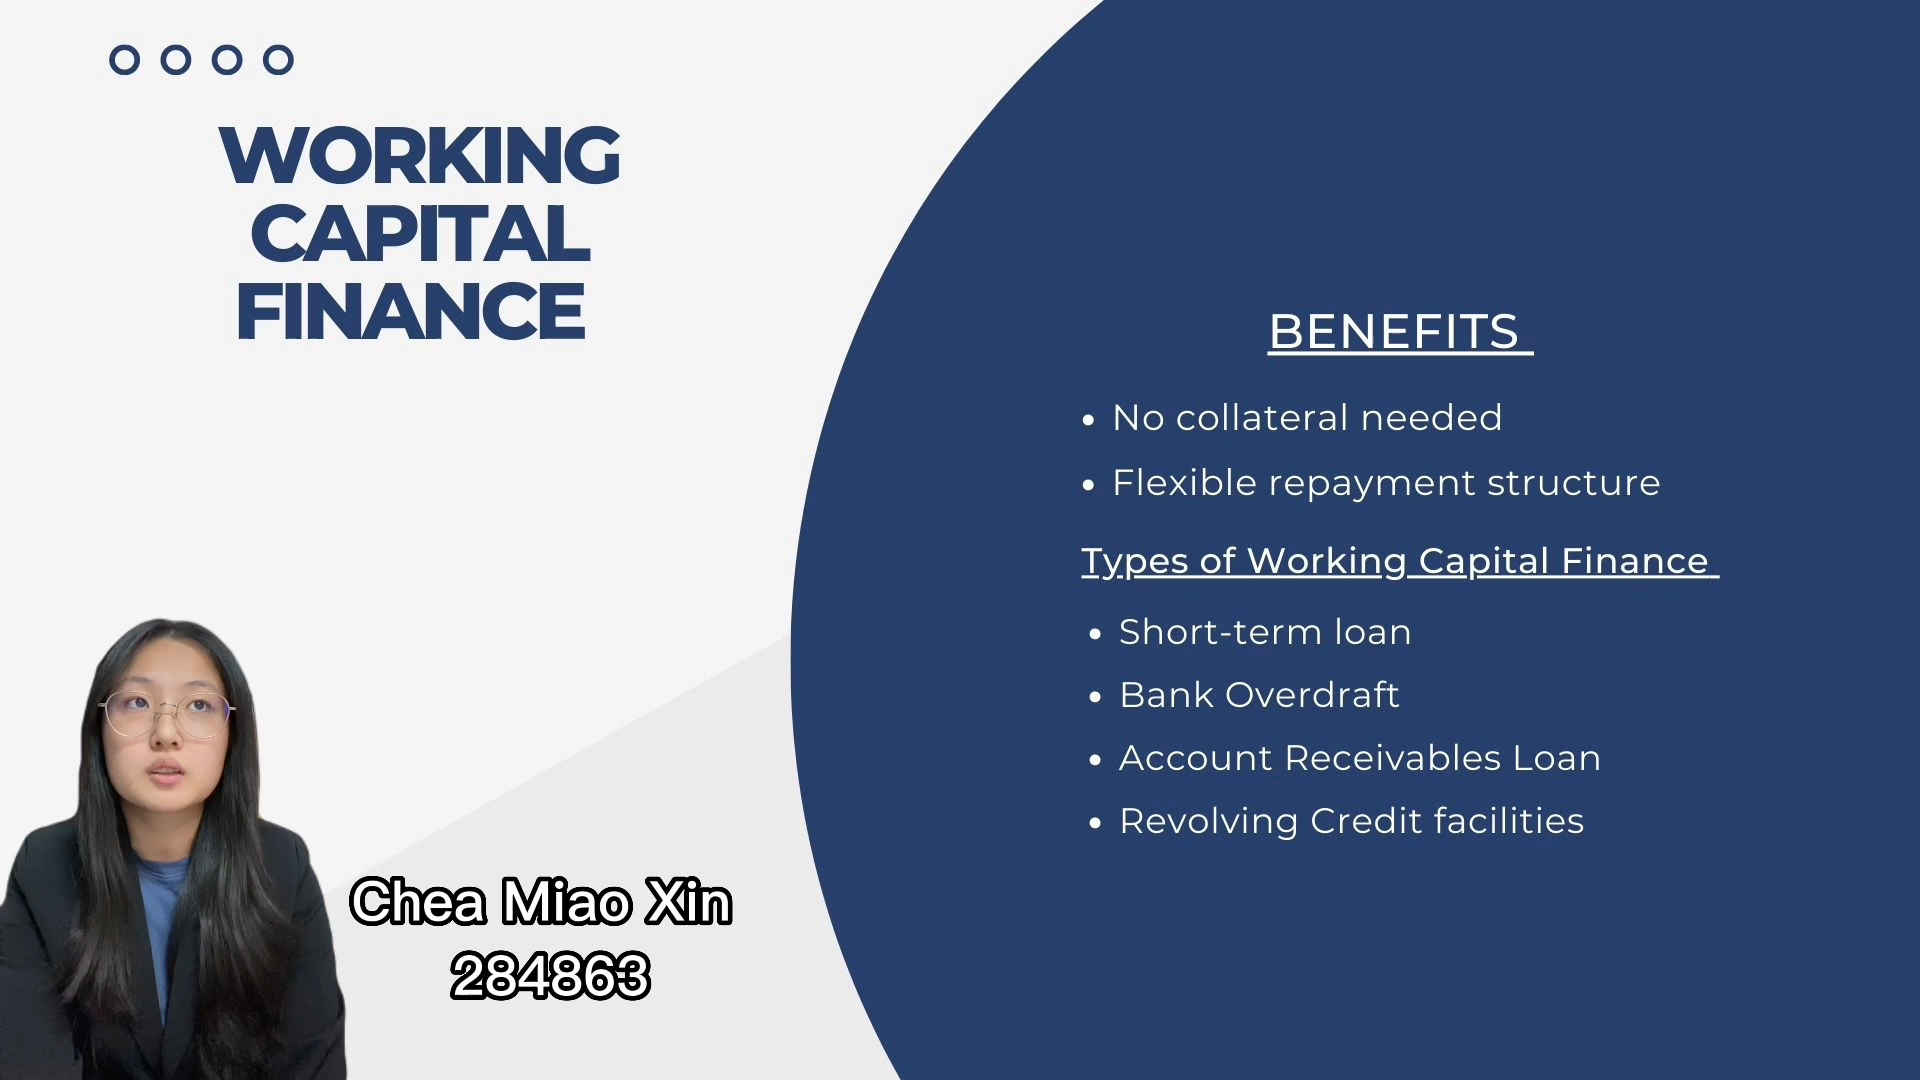 WORKING
CAPITAL
FINANCE
BENEFITS
• No collateral needed
• Flexible repayment structure
Types of Working Capital Finance
• Short-term loan
• Bank Overdraft
• Account Receivables Loan
• Revolving Credit facilities
Chea Miao Xin
284863